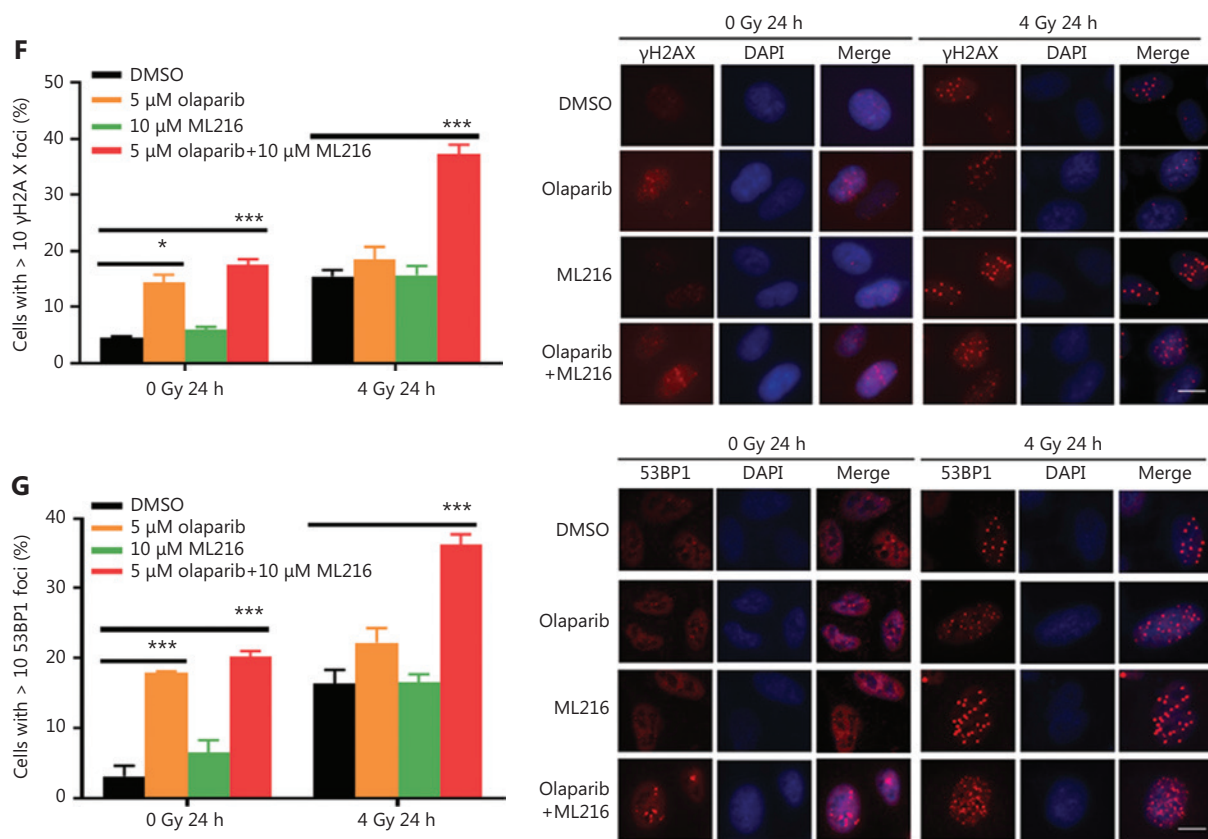 F
DMSO
5 μM olaparib
10 μM ML216
5 μM olaparib+10 μM ML216
Cells with > 10 γH2A X foci (%)
50
40
30
20
10
0
*
***
***
0 Gy 24 h
4 Gy 24 h
0 Gy 24 h
4 Gy 24 h
γH2AX
DAPI
Merge
γH2AX
DAPI
Merge
DMSO
Olaparib
ML216
Olaparib
+ML216
G
DMSO
5 μM olaparib
10 μM ML216
5 μM olaparib+10 μM ML216
Cells with > 10 53BP1 foci (%)
40
30
20
10
0
***
***
***
0 Gy 24 h
4 Gy 24 h
0 Gy 24 h
4 Gy 24 h
53BP1
DAPI
Merge
53BP1
DAPI
Merge
DMSO
Olaparib
ML216
Olaparib
+ML216